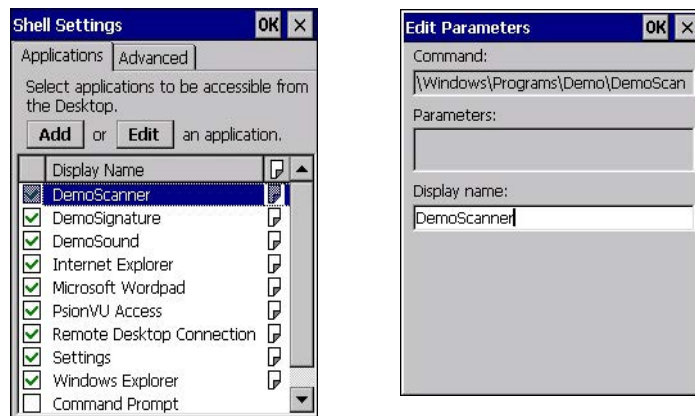 Shell Settings OK ×
Applications Advanced
Select applications to be accessible from
the Desktop.
Add or Edit an application.
Display Name
DemoScanner
DemoSignature
DemoSound
Internet Explorer
Microsoft Wordpad
PsionVU Access
Remote Desktop Connection
Settings
Windows Explorer
Command Prompt
Edit Parameters OK ×
Command:
\Windows\Programs\Demo\DemoScan
Parameters:
Display name:
DemoScanner